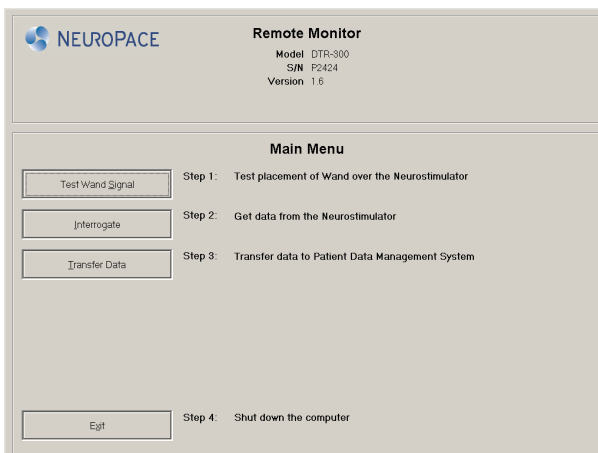 NEUROPACE
Remote Monitor
Model DTR-300
S/N P2424
Version 1.6
Main Menu
Test Wand Signal Step 1: Test placement of Wand over the Neurostimulator
Interrogate Step 2: Get data from the Neurostimulator
Transfer Data Step 3: Transfer data to Patient Data Management System
Exit Step 4: Shut down the computer